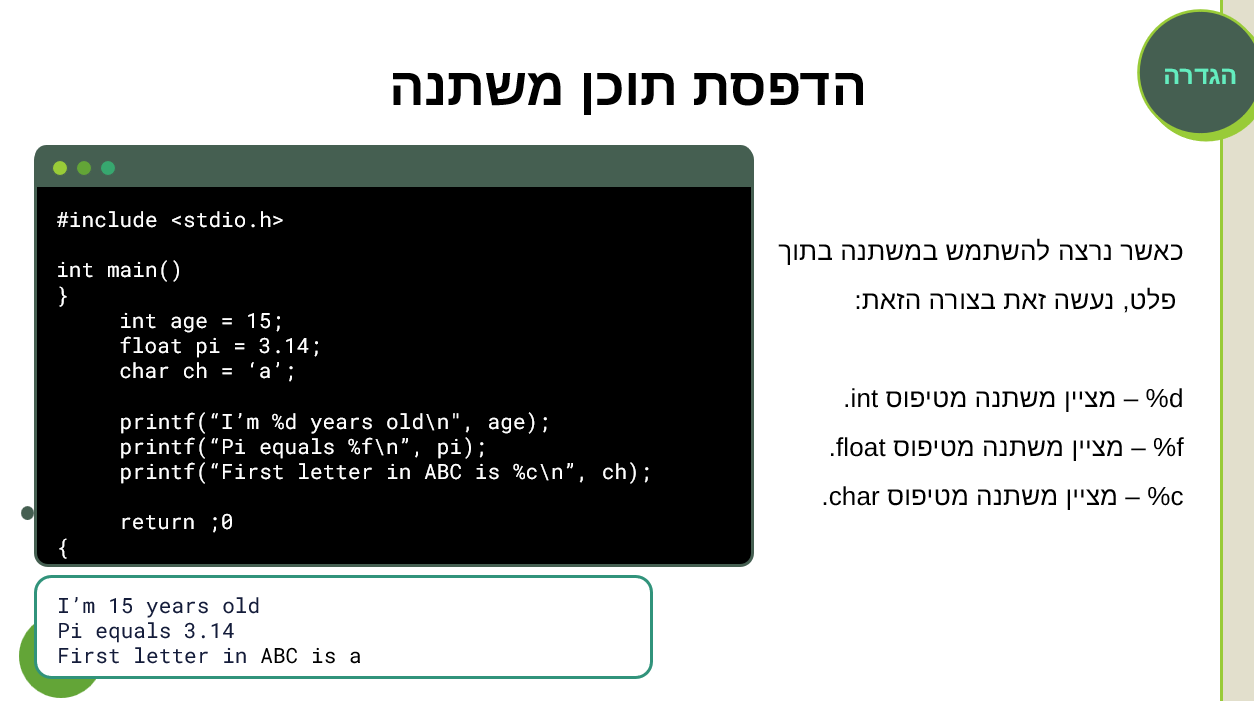 הגדרה
הדפסת תוכן משתנה
כאשר נרצה להשתמש במשתנה בתוך
פלט, נעשה זאת בצורה הזאת:
%d – מציין משתנה מטיפוס int.
%f – מציין משתנה מטיפוס float.
%c – מציין משתנה מטיפוס char.
#include <stdio.h>
int main()
}
int age = 15;
float pi = 3.14;
char ch = ‘a’;
printf(“I’m %d years old\n", age);
printf(“Pi equals %f\n”, pi);
printf(“First letter in ABC is %c\n”, ch);
return ;0
{
I’m 15 years old
Pi equals 3.14
First letter in ABC is a